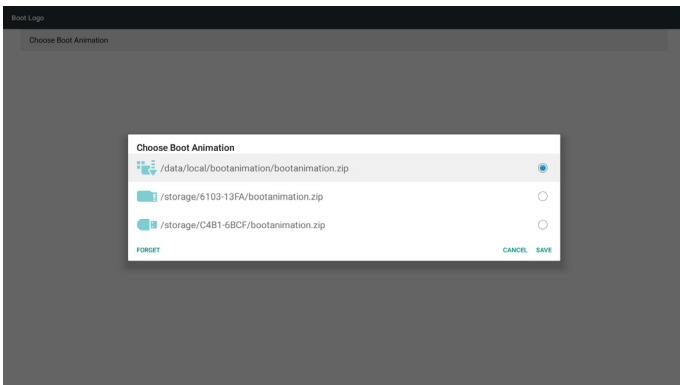 Boot Logo
Choose Boot Animation
Choose Boot Animation
/data/local/bootanimation/bootanimation.zip
/storage/6103-13FA/bootanimation.zip
/storage/C4B1-6BCF/bootanimation.zip
FORGET CANCEL SAVE